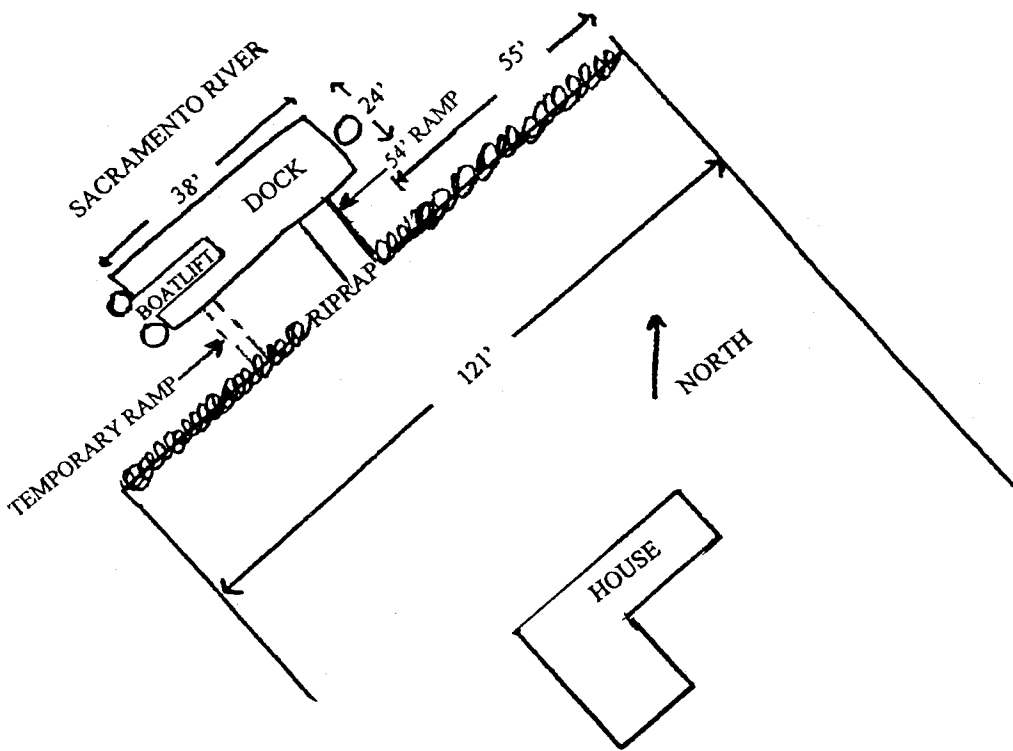 SACRAMENTO RIVER
55'
24'
54' RAMP
38'
DOCK
BOATLIFT
RIPRAP
TEMPORARY RAMP
121'
NORTH
HOUSE